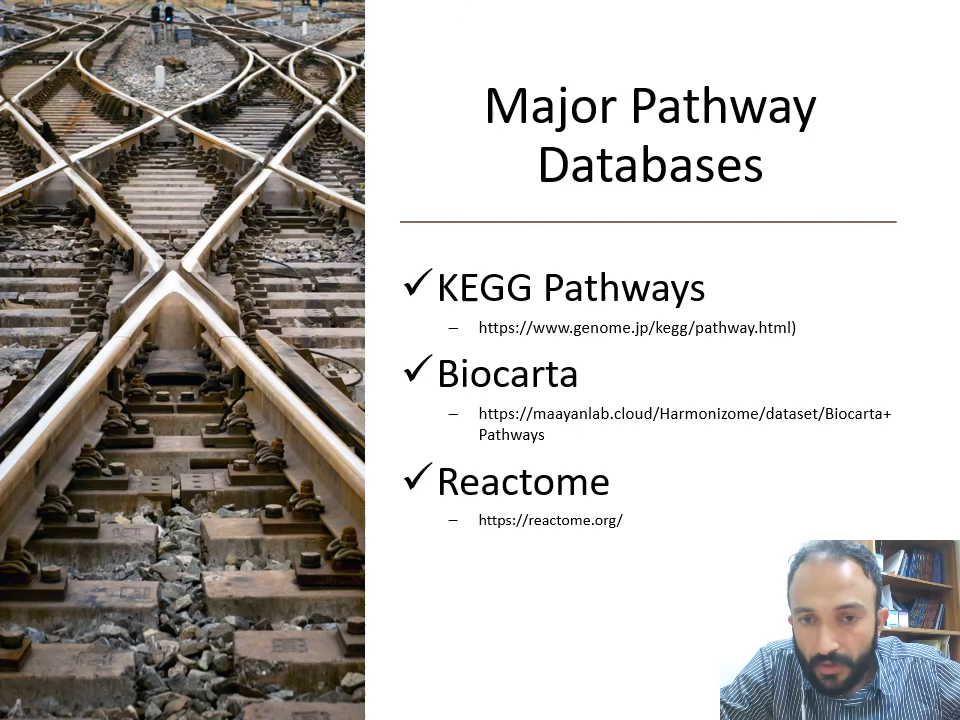 Major Pathway
Databases
✓KEGG Pathways
– https://www.genome.jp/kegg/pathway.html)
✓Biocarta
– https://maayanlab.cloud/Harmonizome/dataset/Biocarta+
Pathways
✓Reactome
– https://reactome.org/